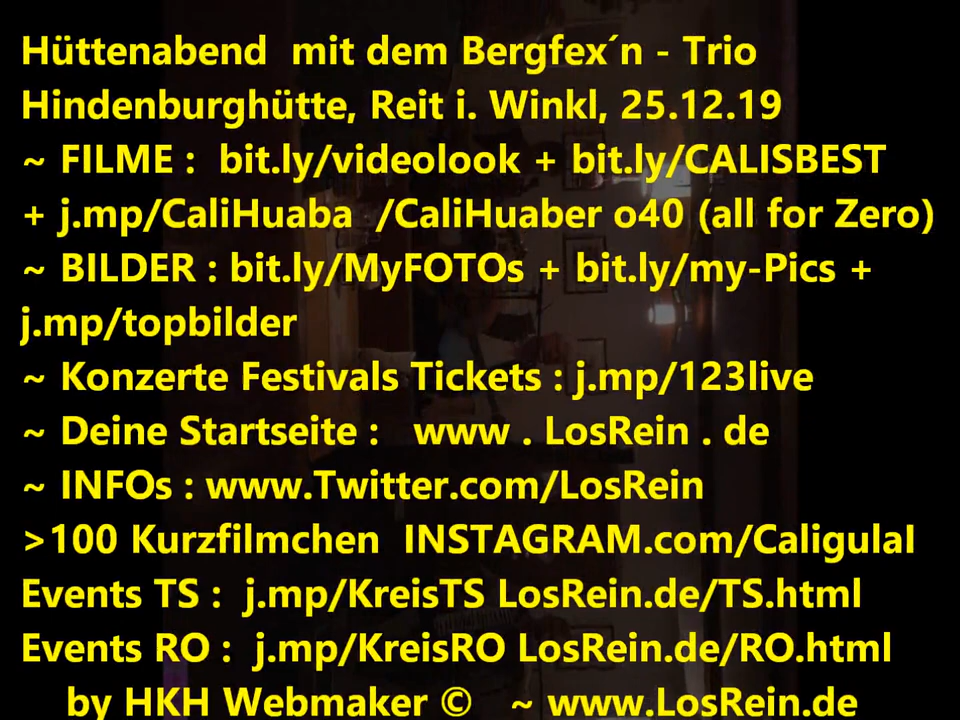 Hüttenabend  mit dem Bergfex´n - Trio
Hindenburghütte, Reit i. Winkl, 25.12.19
~ FILME :  bit.ly/videolook + bit.ly/CALISBEST
+ j.mp/CaliHuaba  /CaliHuaber o40 (all for Zero)
~ BILDER : bit.ly/MyFOTOs + bit.ly/my-Pics +
j.mp/topbilder
~ Konzerte Festivals Tickets : j.mp/123live
~ Deine Startseite :   www . LosRein . de
~ INFOs : www.Twitter.com/LosRein
>100 Kurzfilmchen  INSTAGRAM.com/CaligulaI
Events TS :  j.mp/KreisTS LosRein.de/TS.html
Events RO :  j.mp/KreisRO LosRein.de/RO.html
by HKH Webmaker ©   ~ www.LosRein.de